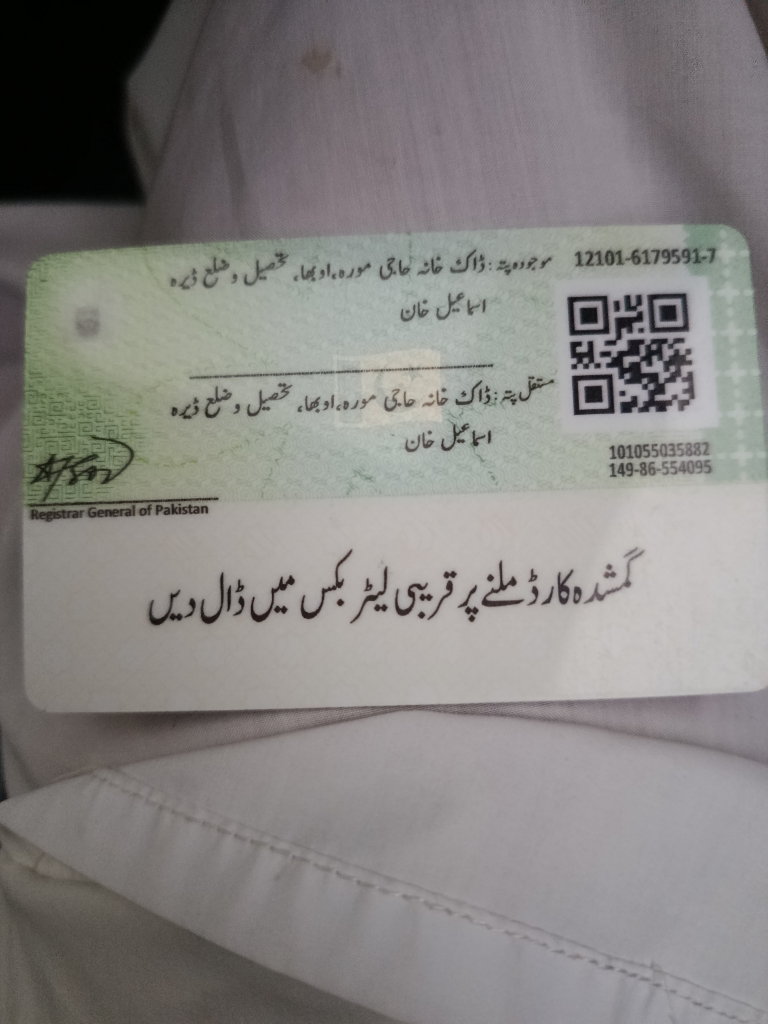 موجودہ پتہ: ڈاک خانہ حاجی مورہ، اوبھا، تحصیل و ضلع ڈیرہ
اسماعیل خان
12101-6179591-7
مستقل پتہ: ڈاک خانہ حاجی مورہ، اوبھا، تحصیل و ضلع ڈیرہ
اسماعیل خان
101055035882
149-86-554095
Registrar General of Pakistan
گمشدہ کارڈ ملنے پر قریبی لیٹر بکس میں ڈال دیں